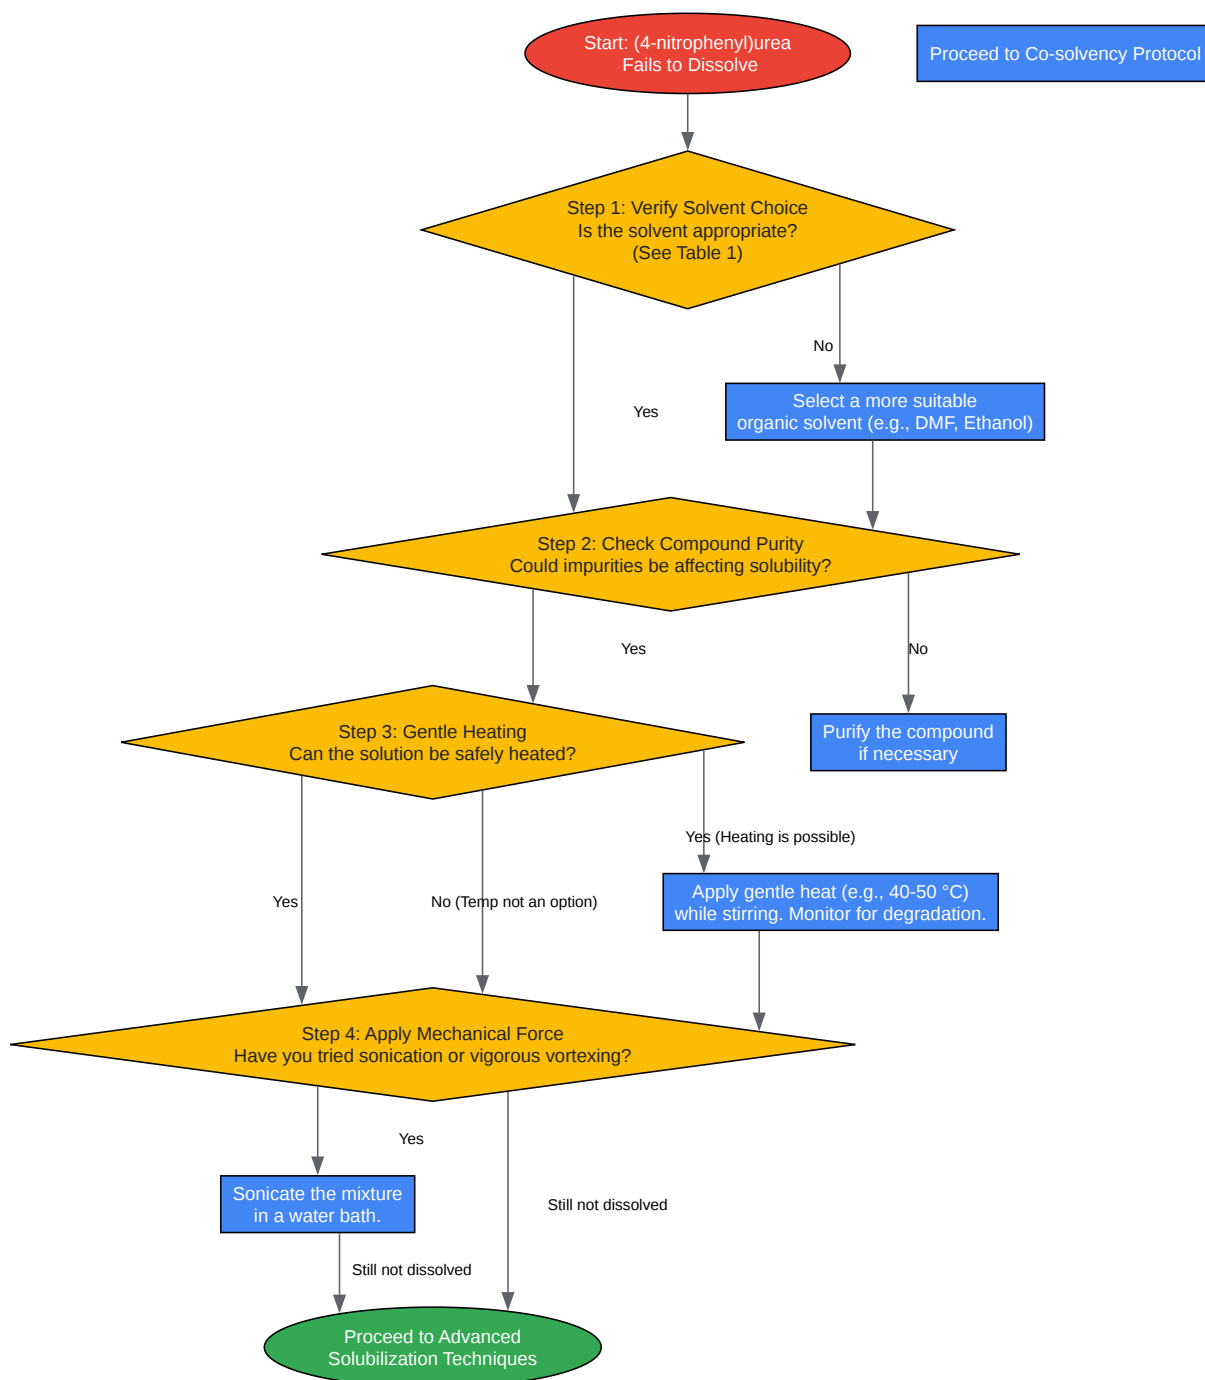 Start: (4-nitrophenyl)urea
Fails to Dissolve
Proceed to Co-solvency Protocol
Step 1: Verify Solvent Choice
Is the solvent appropriate?
(See Table 1)
No
Select a more suitable
organic solvent (e.g., DMF, Ethanol)
Yes
Step 2: Check Compound Purity
Could impurities be affecting solubility?
Yes
No
Step 3: Gentle Heating
Can the solution be safely heated?
Purify the compound
if necessary
Yes (Heating is possible)
Yes
No (Temp not an option)
Apply gentle heat (e.g., 40-50 °C)
while stirring. Monitor for degradation.
Step 4: Apply Mechanical Force
Have you tried sonication or vigorous vortexing?
Yes
Sonicate the mixture
in a water bath.
Still not dissolved
Still not dissolved
Proceed to Advanced
Solubilization Techniques